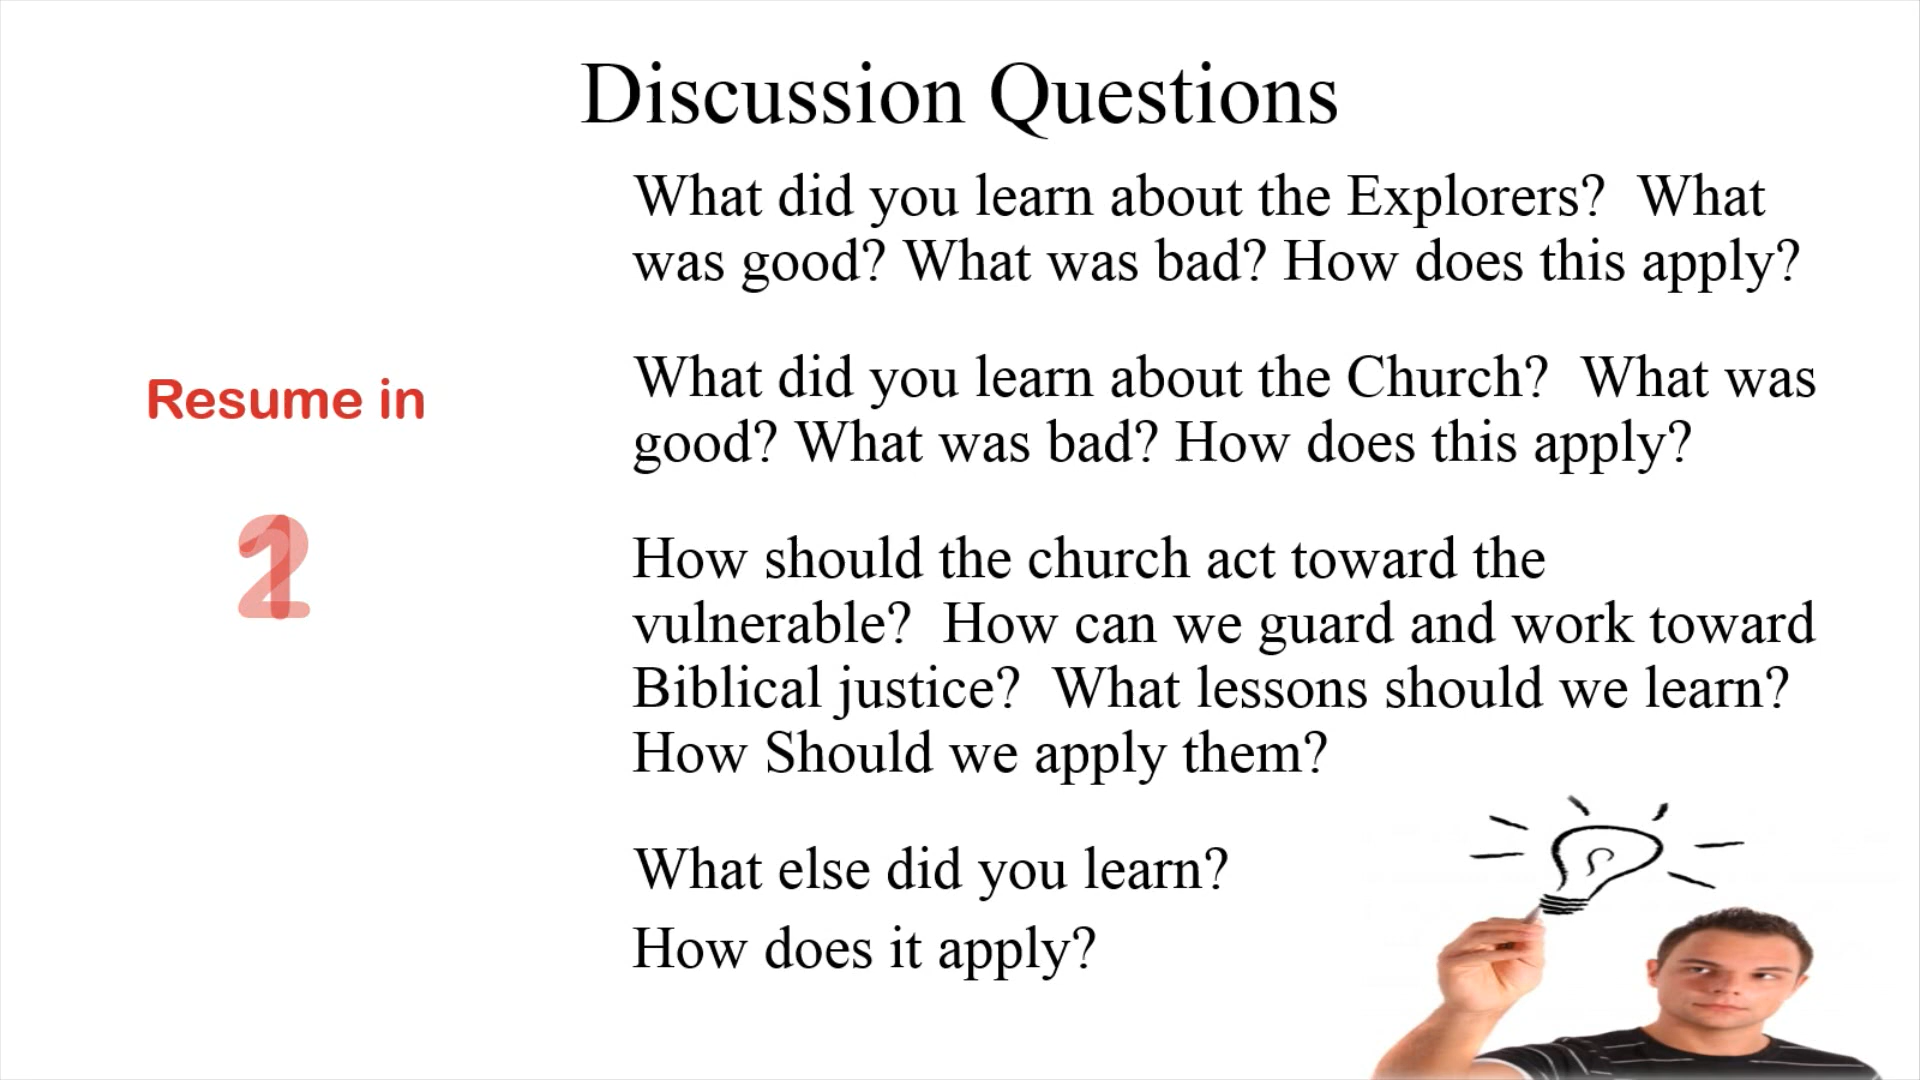 Discussion Questions
What did you learn about the Explorers?  What
was good? What was bad? How does this apply?
What did you learn about the Church?  What was
good? What was bad? How does this apply?
Resume in
How should the church act toward the
vulnerable?  How can we guard and work toward
Biblical justice?  What lessons should we learn?
How Should we apply them?
What else did you learn?
How does it apply?